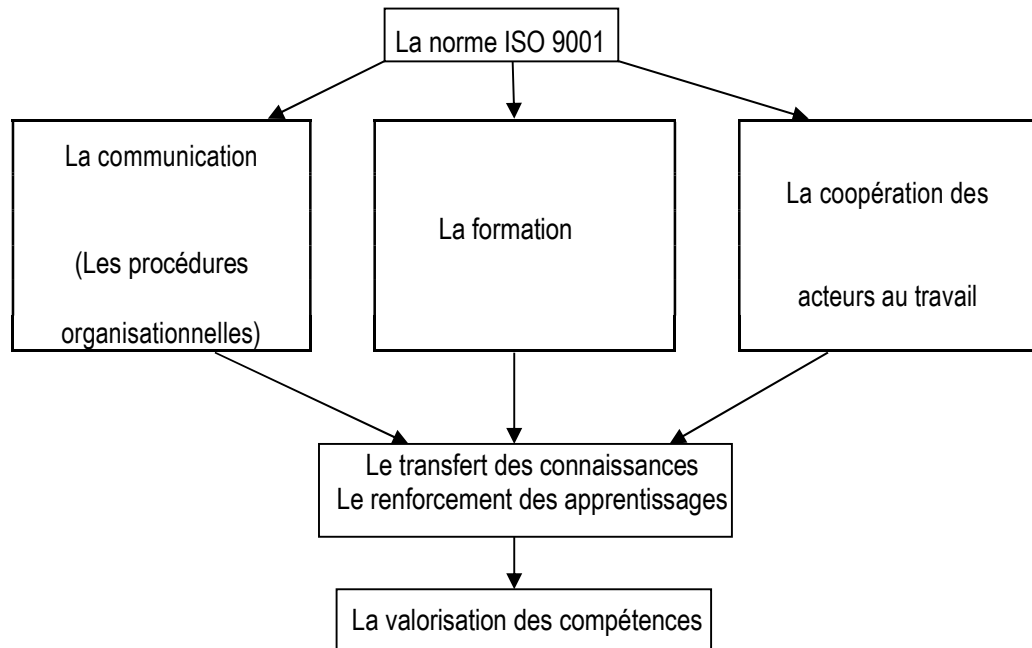 La norme ISO 9001
La communication
(Les procédures
organisationnelles)
La formation
La coopération des
acteurs au travail
Le transfert des connaissances
Le renforcement des apprentissages
La valorisation des compétences